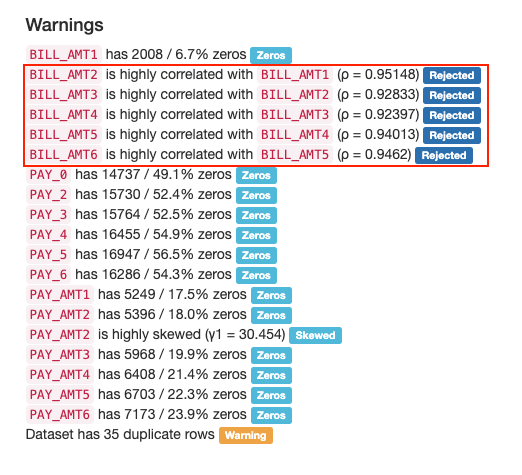 Warnings
BILL_AMT1 has 2008 / 6.7% zeros Zeros
BILL_AMT2 is highly correlated with BILL_AMT1 (ρ = 0.95148) Rejected
BILL_AMT3 is highly correlated with BILL_AMT2 (ρ = 0.92833) Rejected
BILL_AMT4 is highly correlated with BILL_AMT3 (ρ = 0.92397) Rejected
BILL_AMT5 is highly correlated with BILL_AMT4 (ρ = 0.94013) Rejected
BILL_AMT6 is highly correlated with BILL_AMT5 (ρ = 0.9462) Rejected
PAY_0 has 14737 / 49.1% zeros Zeros
PAY_2 has 15730 / 52.4% zeros Zeros
PAY_3 has 15764 / 52.5% zeros Zeros
PAY_4 has 16455 / 54.9% zeros Zeros
PAY_5 has 16947 / 56.5% zeros Zeros
PAY_6 has 16286 / 54.3% zeros Zeros
PAY_AMT1 has 5249 / 17.5% zeros Zeros
PAY_AMT2 has 5396 / 18.0% zeros Zeros
PAY_AMT2 is highly skewed (γ1 = 30.454) Skewed
PAY_AMT3 has 5968 / 19.9% zeros Zeros
PAY_AMT4 has 6408 / 21.4% zeros Zeros
PAY_AMT5 has 6703 / 22.3% zeros Zeros
PAY_AMT6 has 7173 / 23.9% zeros Zeros
Dataset has 35 duplicate rows Warning